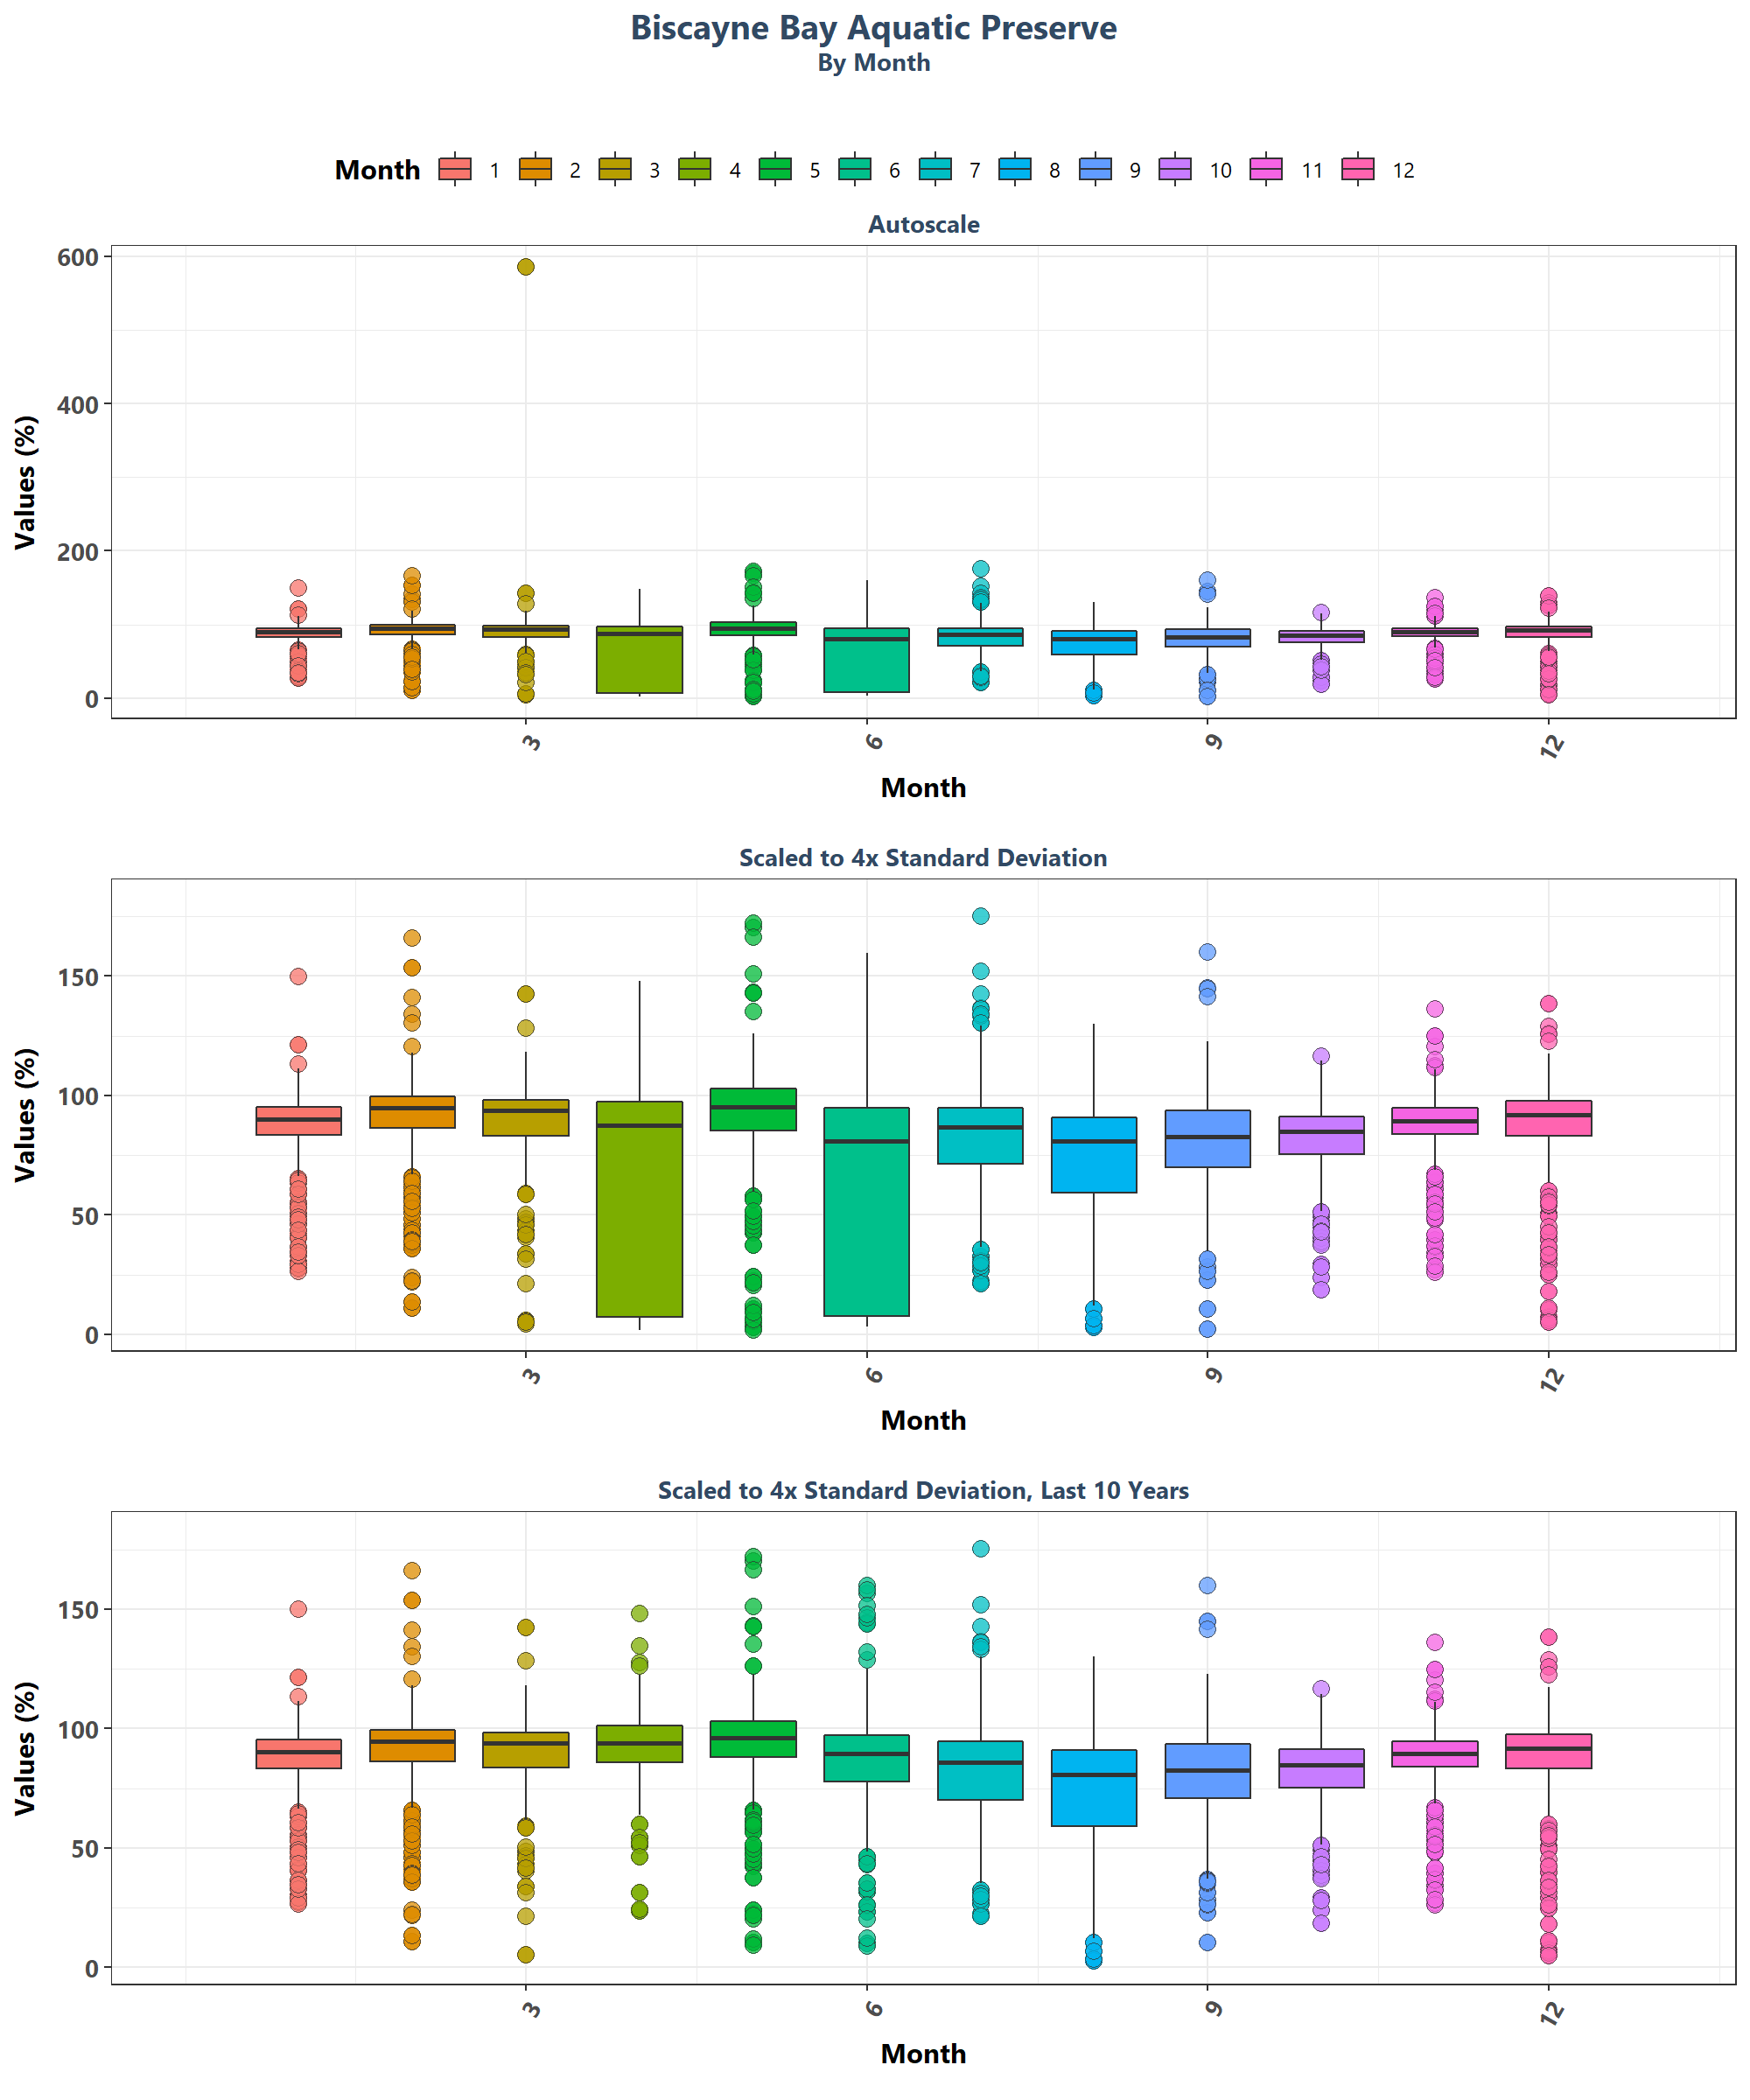 Biscayne Bay Aquatic Preserve
By Month
Month 1 2 3 4 5 6 7 8 9 10 11 12
Autoscale
Values (%)
600
400
200
0
3 6 9 12
Month
Scaled to 4x Standard Deviation
Values (%)
150
100
50
0
3 6 9 12
Month
Scaled to 4x Standard Deviation, Last 10 Years
Values (%)
150
100
50
0
3 6 9 12
Month